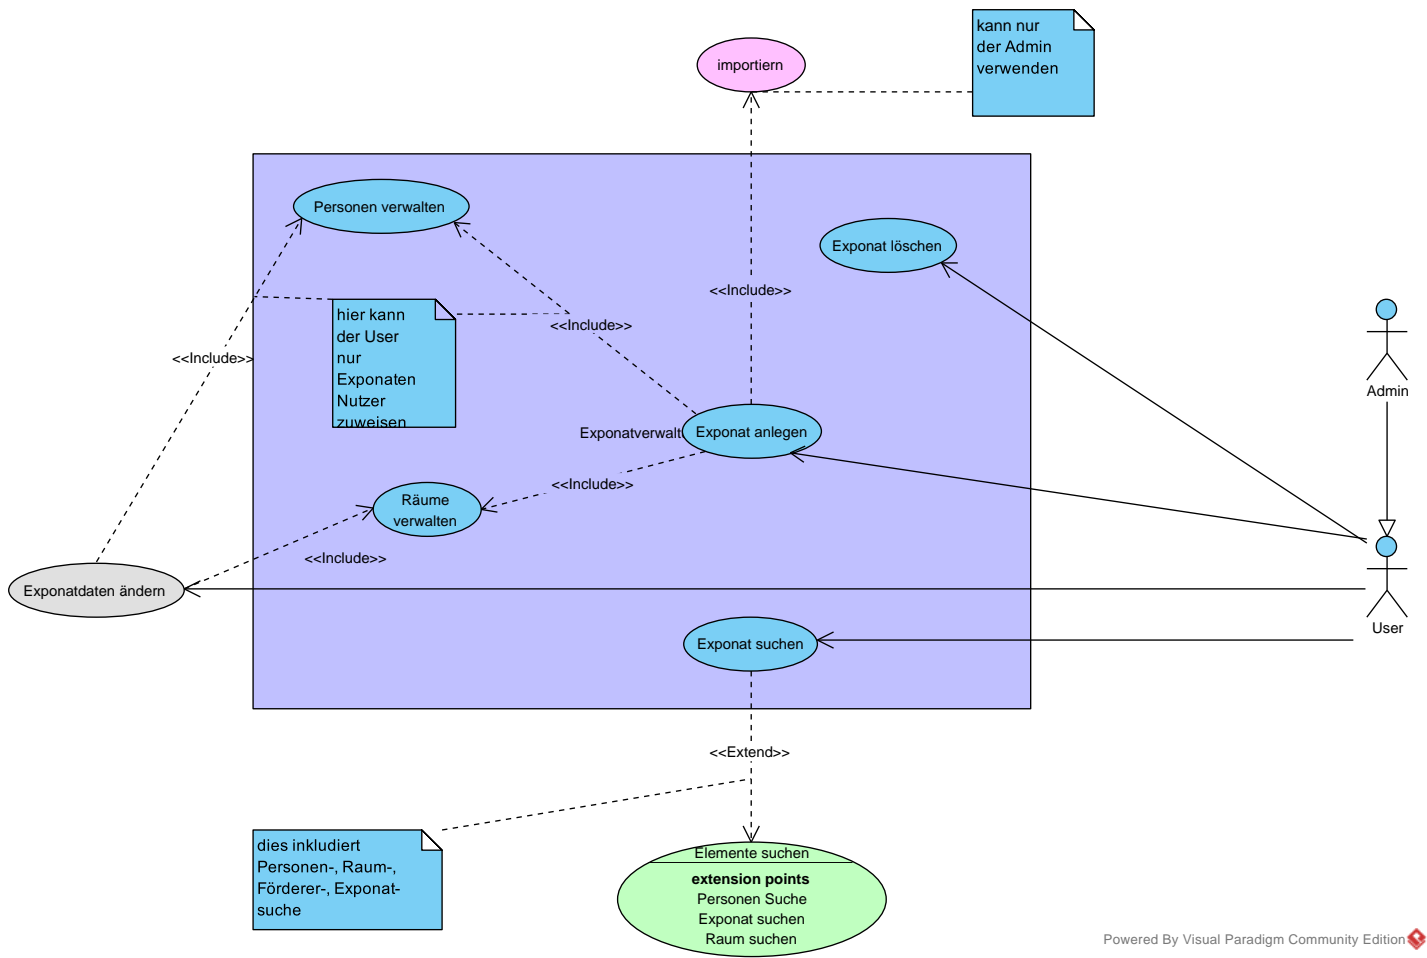 kann nur
der Admin
verwenden
importiern
Personen verwalten
Exponat löschen
<<Include>>
hier kann
der User
nur
Exponaten
Nutzer
zuweisen
<<Include>>
<<Include>>
Admin
Exponatverwalt
Exponat anlegen
<<Include>>
Räume
verwalten
<<Include>>
Exponatdaten ändern
User
Exponat suchen
<<Extend>>
dies inkludiert
Personen-, Raum-,
Förderer-, Exponat-
suche
Elemente suchen
extension points
Personen Suche
Exponat suchen
Raum suchen
Powered By Visual Paradigm Community Edition